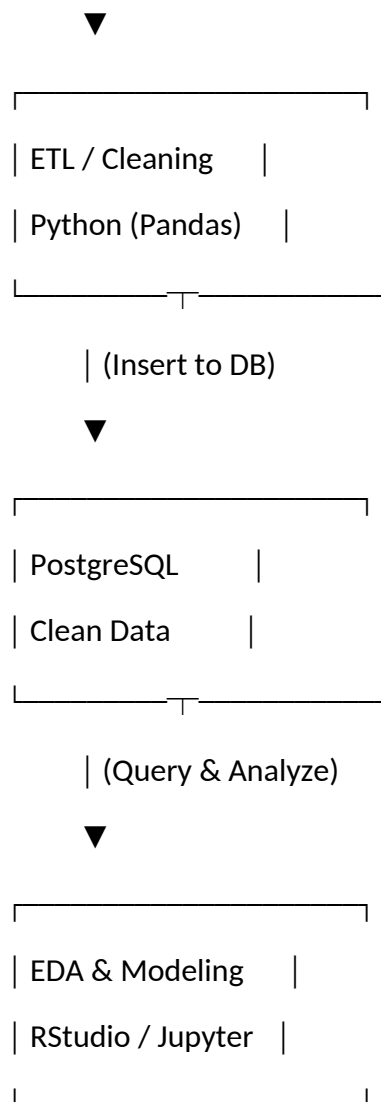 ▼
┌─────────────────────┐
│ ETL / Cleaning │
│ Python (Pandas) │
└─────────┬───────────
│ (Insert to DB)
▼
┌─────────────────────┐
│ PostgreSQL │
│ Clean Data │
└─────────┬───────────
│ (Query & Analyze)
▼
┌─────────────────────┐
│ EDA & Modeling │
│ RStudio / Jupyter │
└─────────────────────┘